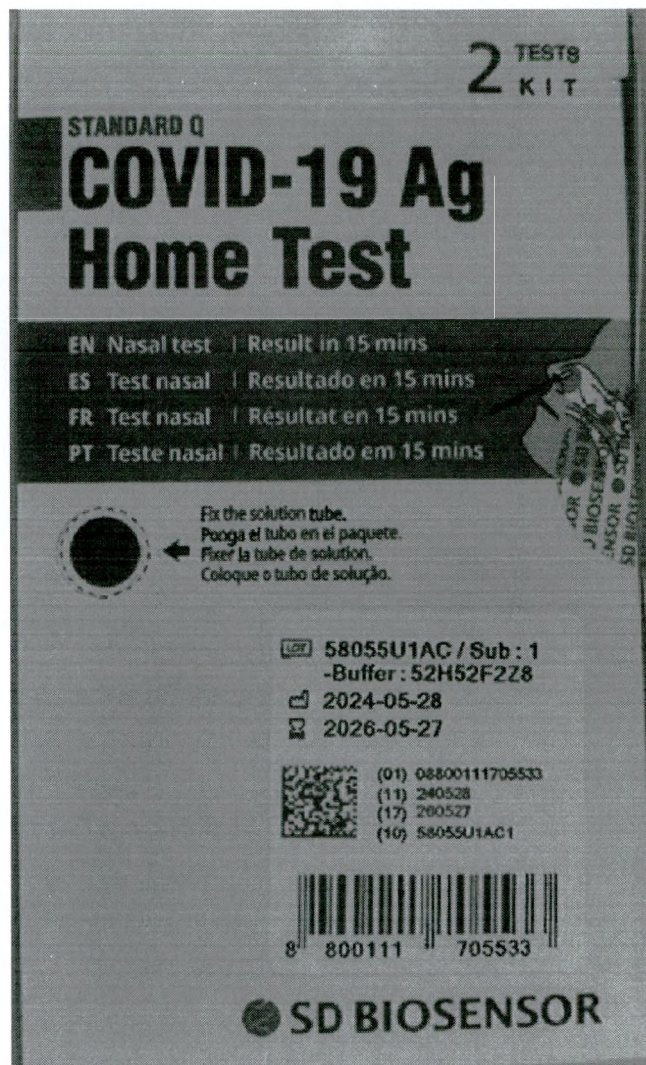 2 TESTS
KIT
STANDARD Q
COVID-19 Ag
Home Test
EN Nasal test | Result in 15 mins
ES Test nasal | Resultado en 15 mins
FR Test nasal | Résultat en 15 mins
PT Teste nasal | Resultado em 15 mins
Fix the solution tube.
Ponga el tubo en el paquete.
Fixer la tube de solution.
Coloque o tubo de solução.
LOT 58055U1AC / Sub : 1
-Buffer : 52H52F2Z8
2024-05-28
2026-05-27
(01) 08800111705533
(11) 240528
(17) 260527
(10) 58055U1AC1
8 800111 705533
SD BIOSENSOR